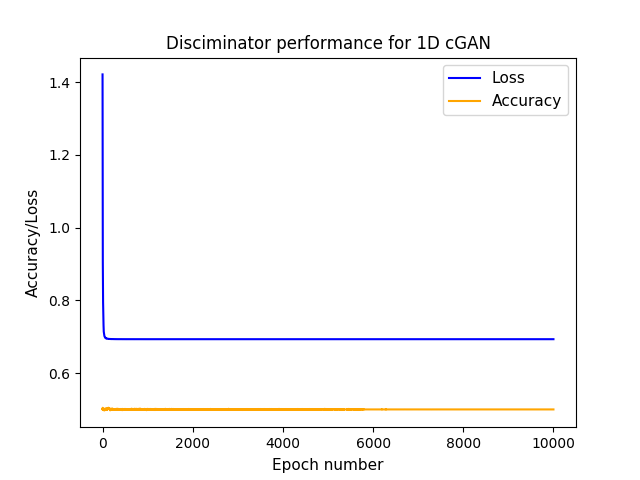 Disciminator performance for 1D cGAN
Loss
Accuracy
1.4
1.2
1.0
0.8
0.6
Accuracy/Loss
0
2000
4000
6000
8000
10000
Epoch number